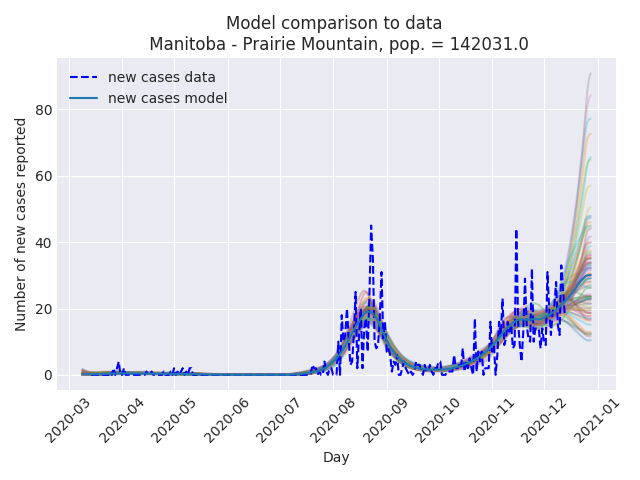 Model comparison to data
Manitoba - Prairie Mountain, pop. = 142031.0
new cases data
new cases model
Number of new cases reported
80
60
40
20
0
2020-03
2020-04
2020-05
2020-06
2020-07
2020-08
2020-09
2020-10
2020-11
2020-12
2021-01
Day